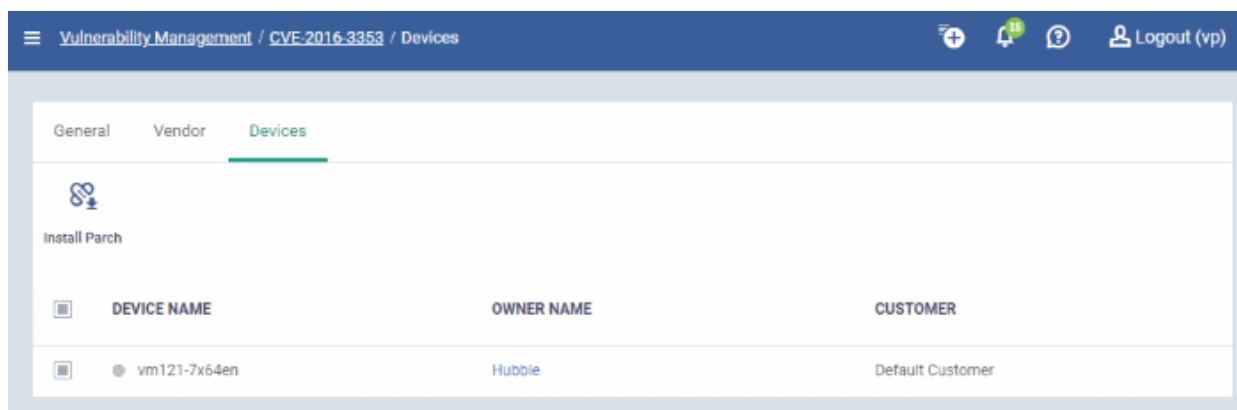 Vulnerability Management / CVE-2016-3353 / Devices 18 Logout (vp)
General Vendor Devices
Install Parch
DEVICE NAME OWNER NAME CUSTOMER
vm121-7x64en Hubble Default Customer